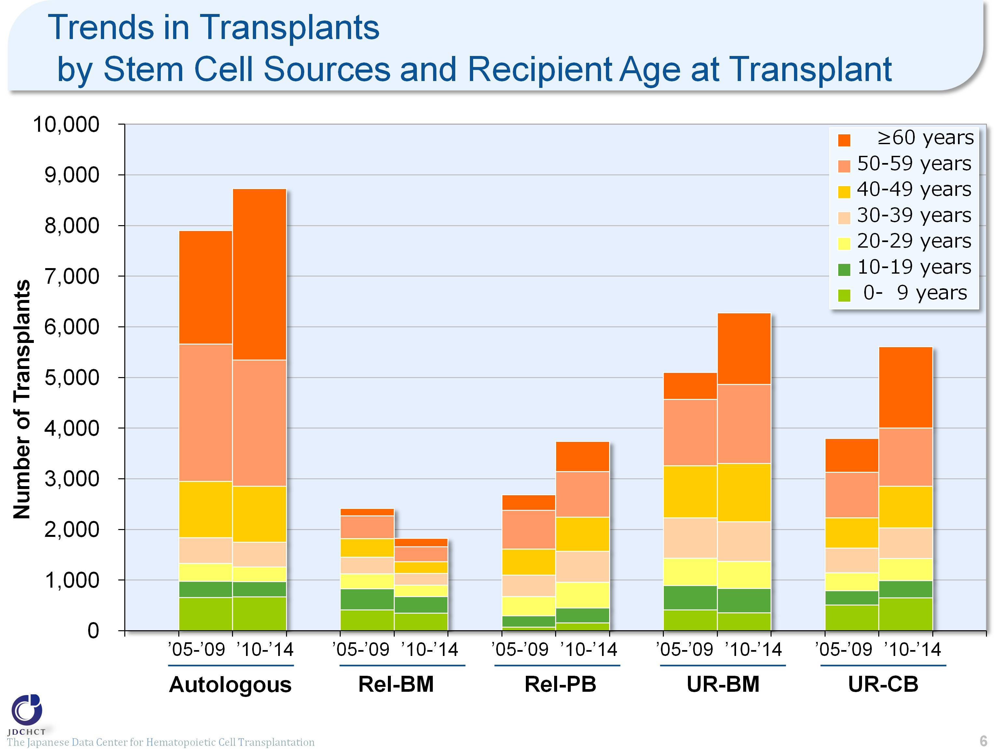 Trends in Transplants
by Stem Cell Sources and Recipient Age at Transplant
10,000
9,000
8,000
7,000
6,000
5,000
4,000
3,000
2,000
1,000
0
Number of Transplants
≥60 years
50-59 years
40-49 years
30-39 years
20-29 years
10-19 years
0- 9 years
’05-’09 ’10-’14 ’05-’09 ’10-’14 ’05-’09 ’10-’14 ’05-’09 ’10-’14 ’05-’09 ’10-’14
Autologous Rel-BM Rel-PB UR-BM UR-CB
JDCHCT
The Japanese Data Center for Hematopoietic Cell Transplantation
6